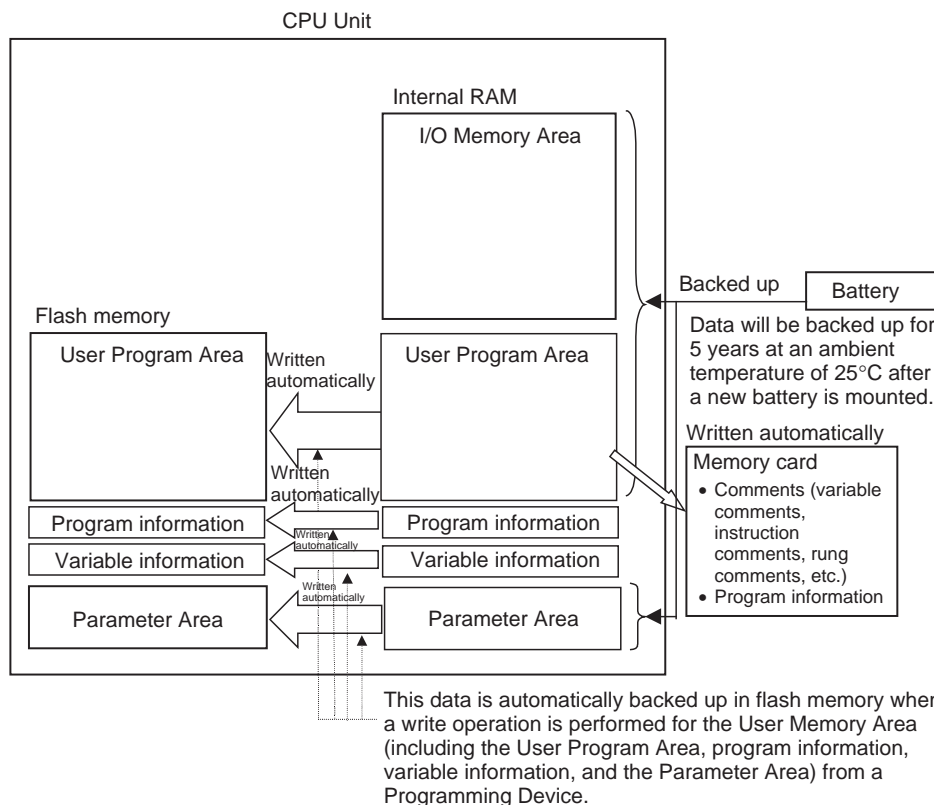 CPU Unit
Internal RAM
I/O Memory Area
Backed up
Battery
Flash memory
Data will be backed up for
5 years at an ambient
temperature of 25°C after
a new battery is mounted.
User Program Area
Written
automatically
User Program Area
Written automatically
Memory card
• Comments (variable
comments,
instruction
comments, rung
comments, etc.)
• Program information
Written
automatically
Program information
Program information
Written
automatically
Variable information
Variable information
Written
automatically
Parameter Area
Parameter Area
This data is automatically backed up in flash memory when
a write operation is performed for the User Memory Area
(including the User Program Area, program information,
variable information, and the Parameter Area) from a
Programming Device.